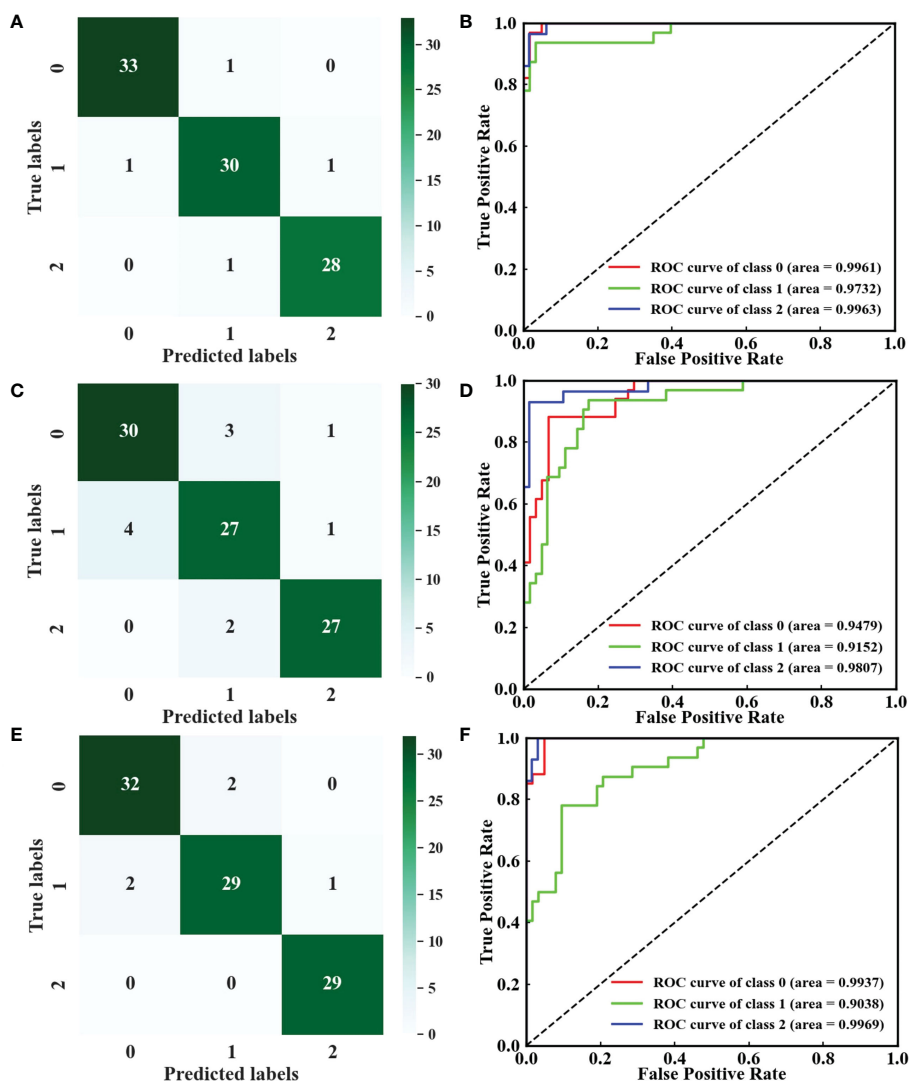 A
True labels
0
1
2
33 1 0
1 30 1
0 1 28
0 1 2
Predicted labels
30
25
20
15
10
5
0
B
True Positive Rate
1.0
0.8
0.6
0.4
0.2
0.0
ROC curve of class 0 (area = 0.9961)
ROC curve of class 1 (area = 0.9732)
ROC curve of class 2 (area = 0.9963)
0.0 0.2 0.4 0.6 0.8 1.0
False Positive Rate
C
True labels
0
1
2
30 3 1
4 27 1
0 2 27
0 1 2
Predicted labels
30
25
20
15
10
5
0
D
True Positive Rate
1.0
0.8
0.6
0.4
0.2
0.0
ROC curve of class 0 (area = 0.9479)
ROC curve of class 1 (area = 0.9152)
ROC curve of class 2 (area = 0.9807)
0.0 0.2 0.4 0.6 0.8 1.0
False Positive Rate
E
True labels
0
1
2
32 2 0
2 29 1
0 0 29
0 1 2
Predicted labels
30
25
20
15
10
5
0
F
True Positive Rate
1.0
0.8
0.6
0.4
0.2
0.0
ROC curve of class 0 (area = 0.9937)
ROC curve of class 1 (area = 0.9038)
ROC curve of class 2 (area = 0.9969)
0.0 0.2 0.4 0.6 0.8 1.0
False Positive Rate